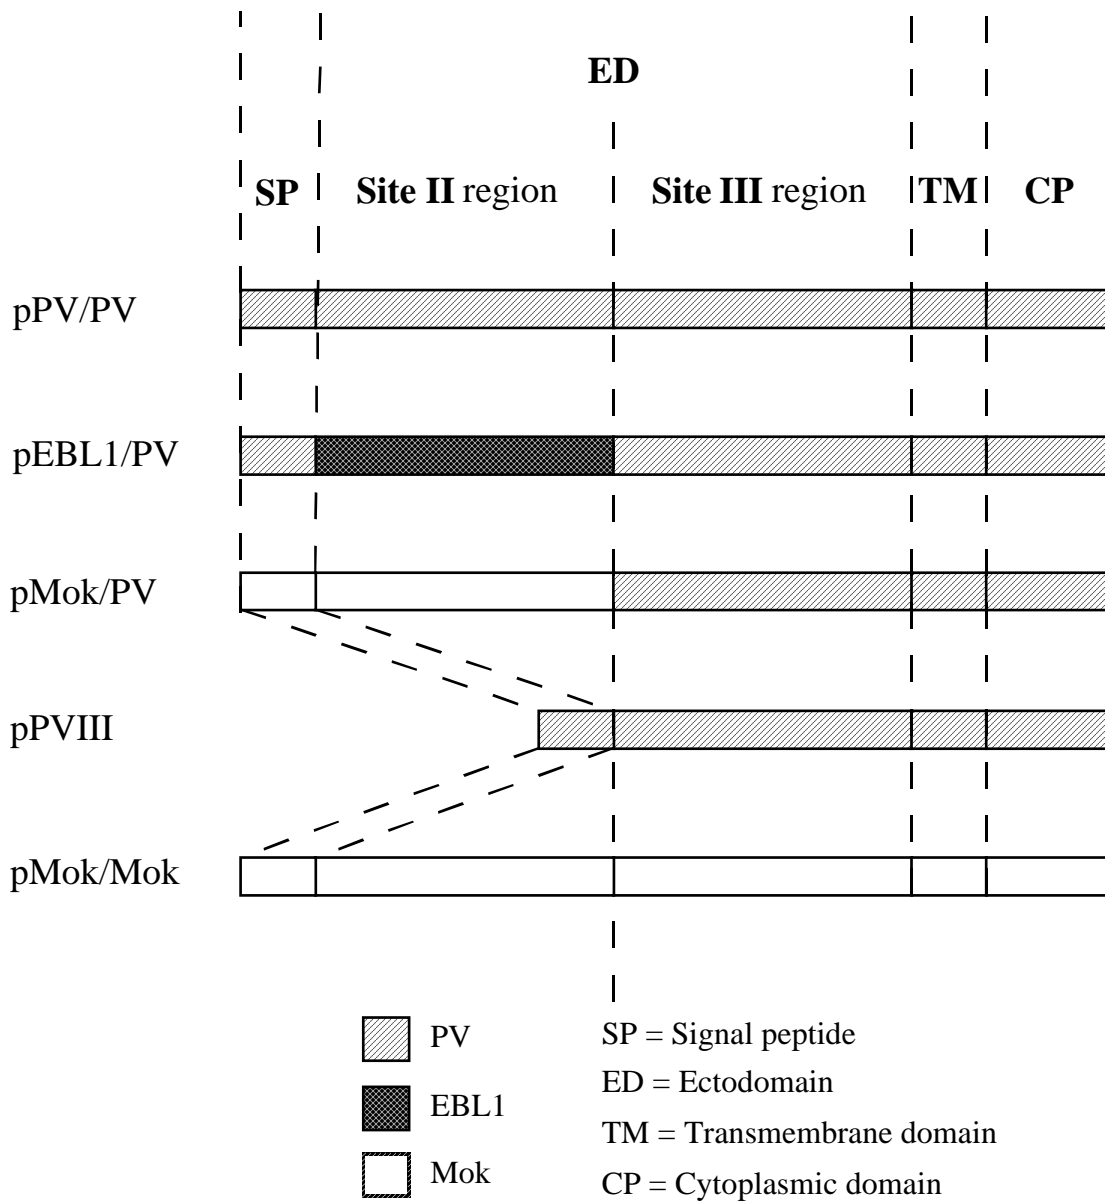 ED
SP Site II region Site III region TM CP
pPV/PV
pEBL1/PV
pMok/PV
pPVIII
pMok/Mok
PV
EBL1
Mok
SP = Signal peptide
ED = Ectodomain
TM = Transmembrane domain
CP = Cytoplasmic domain